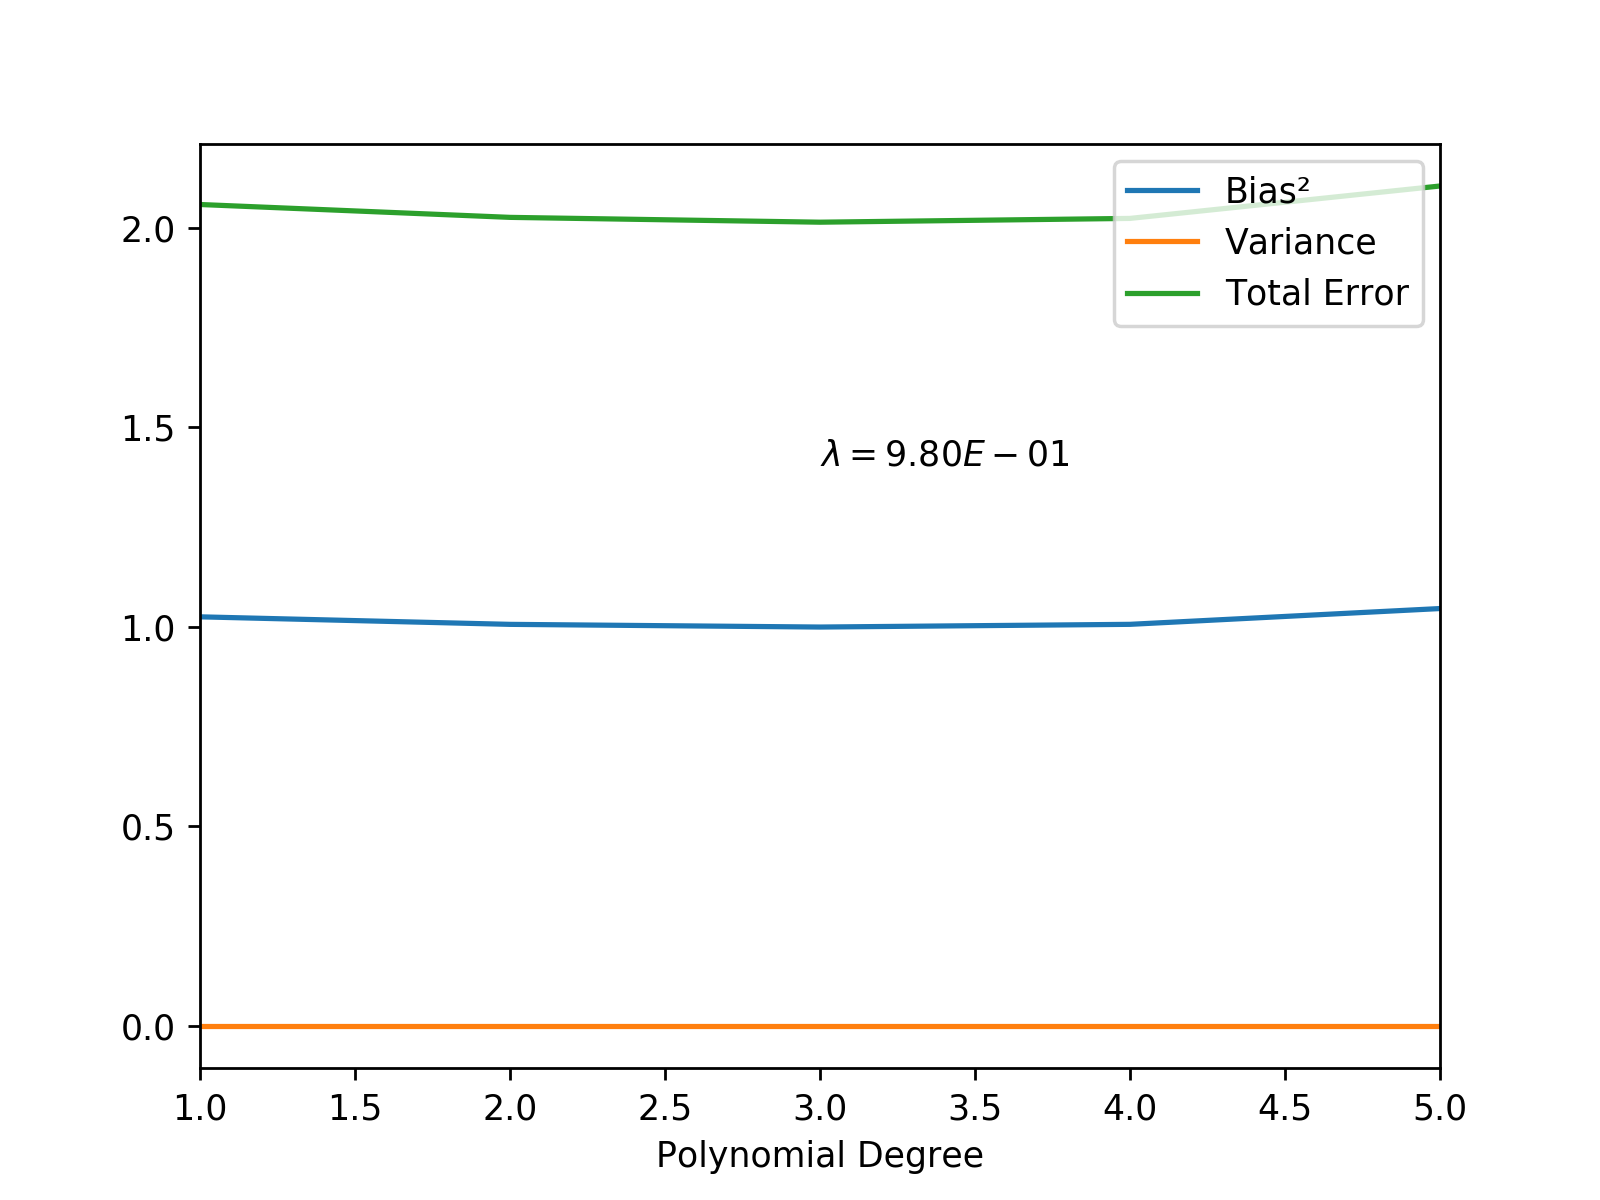 Bias²
Variance
Total Error
2.0
1.5
1.0
0.5
0.0
λ = 9.80E − 01
1.0 1.5 2.0 2.5 3.0 3.5 4.0 4.5 5.0
Polynomial Degree